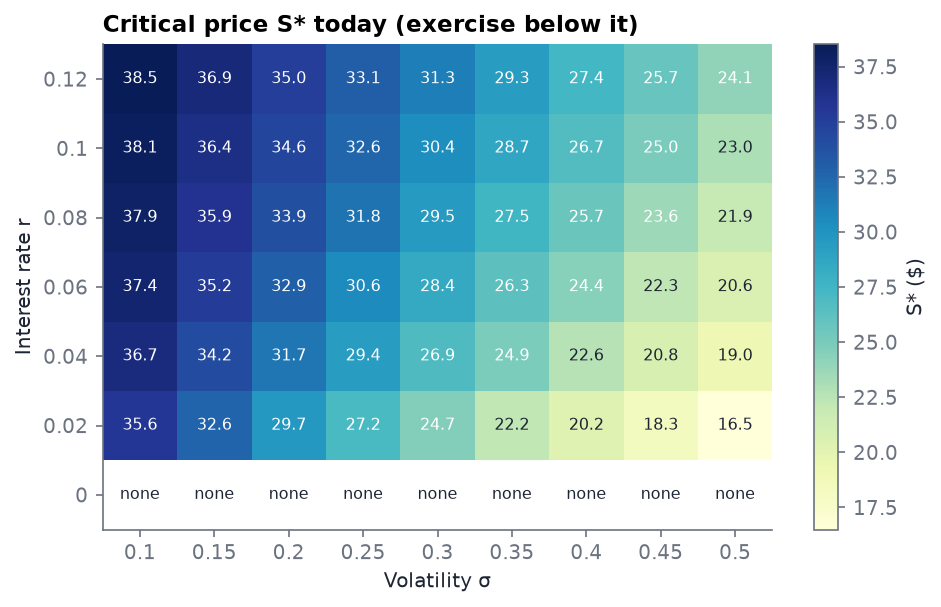 Critical price S* today (exercise below it)
0.12 38.5 36.9 35.0 33.1 31.3 29.3 27.4 25.7 24.1
0.1 38.1 36.4 34.6 32.6 30.4 28.7 26.7 25.0 23.0
0.08 37.9 35.9 33.9 31.8 29.5 27.5 25.7 23.6 21.9
0.06 37.4 35.2 32.9 30.6 28.4 26.3 24.4 22.3 20.6
0.04 36.7 34.2 31.7 29.4 26.9 24.9 22.6 20.8 19.0
0.02 35.6 32.6 29.7 27.2 24.7 22.2 20.2 18.3 16.5
0 none none none none none none none none none
0.1 0.15 0.2 0.25 0.3 0.35 0.4 0.45 0.5
Volatility σ
Interest rate r
37.5
35.0
32.5
30.0
27.5
25.0
22.5
20.0
17.5
S* ($)